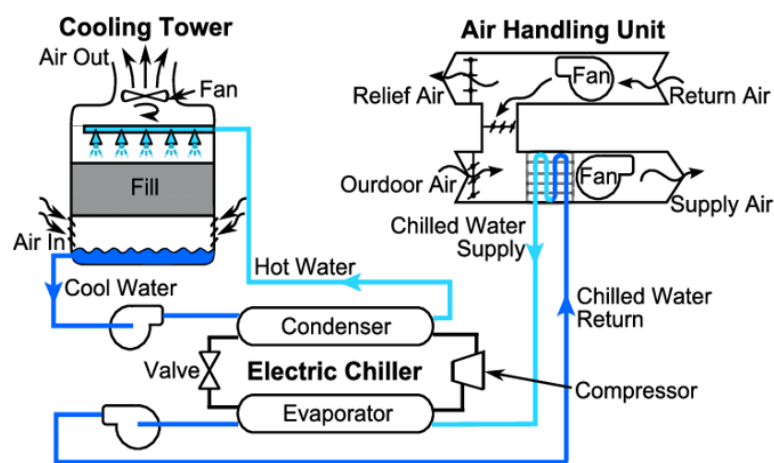 Cooling Tower
Air Out
Fan
Fill
Air In
Cool Water
Hot Water
Air Handling Unit
Fan
Relief Air
Return Air
Ourdoor Air
Fan
Supply Air
Chilled Water
Supply
Chilled Water
Return
Condenser
Valve
Electric Chiller
Compressor
Evaporator